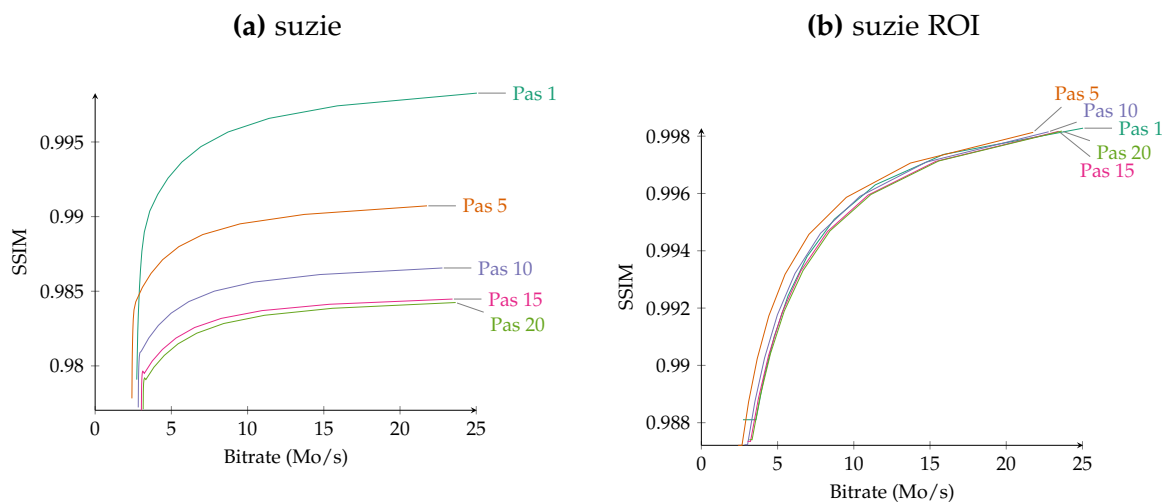 (a) suzie
(b) suzie ROI
0.995
0.99
0.985
0.98
SSIM
0
5
10
15
20
25
Bitrate (Mo/s)
Pas 1
Pas 5
Pas 10
Pas 15
Pas 20
0.998
0.996
0.994
0.992
0.99
0.988
SSIM
0
5
10
15
20
25
Bitrate (Mo/s)
Pas 5
Pas 10
Pas 1
Pas 20
Pas 15